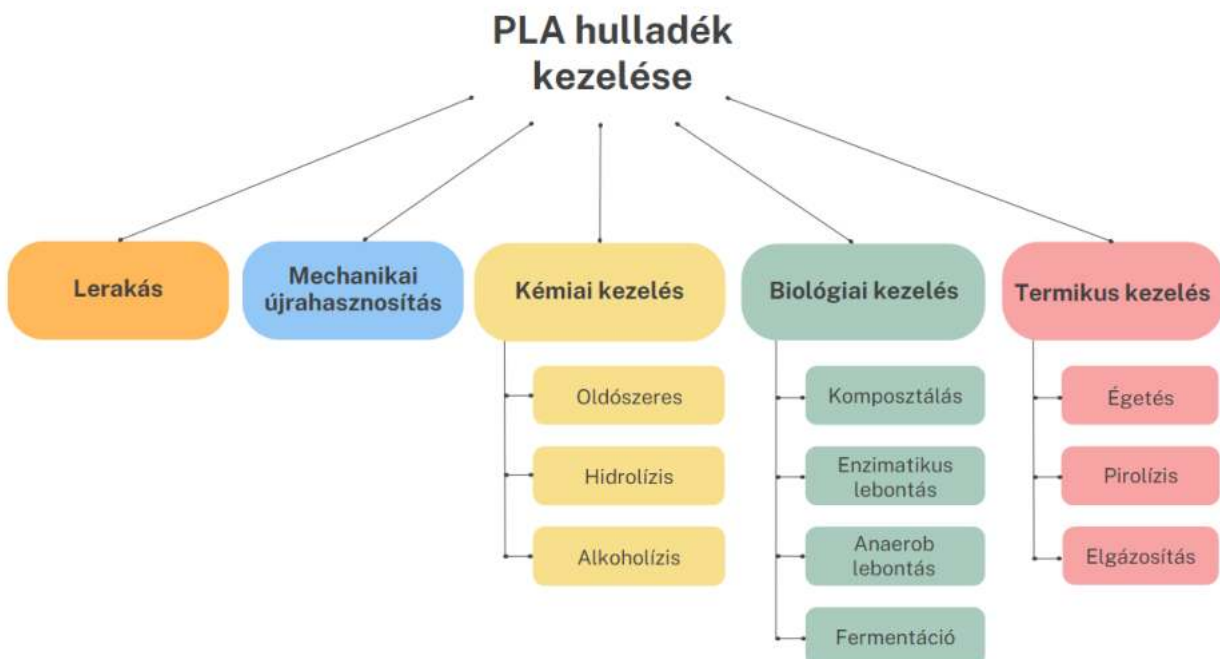 PLA hulladék
kezelése
Lerakás
Mechanikai
újrahasznosítás
Kémiai kezelés
Biológiai kezelés
Termikus kezelés
Oldószeres
Hidrolízis
Alkoholízis
Komposztálás
Enzimatikus
lebontás
Anaerob
lebontás
Fermentáció
Égetés
Pirolízis
Elgázosítás